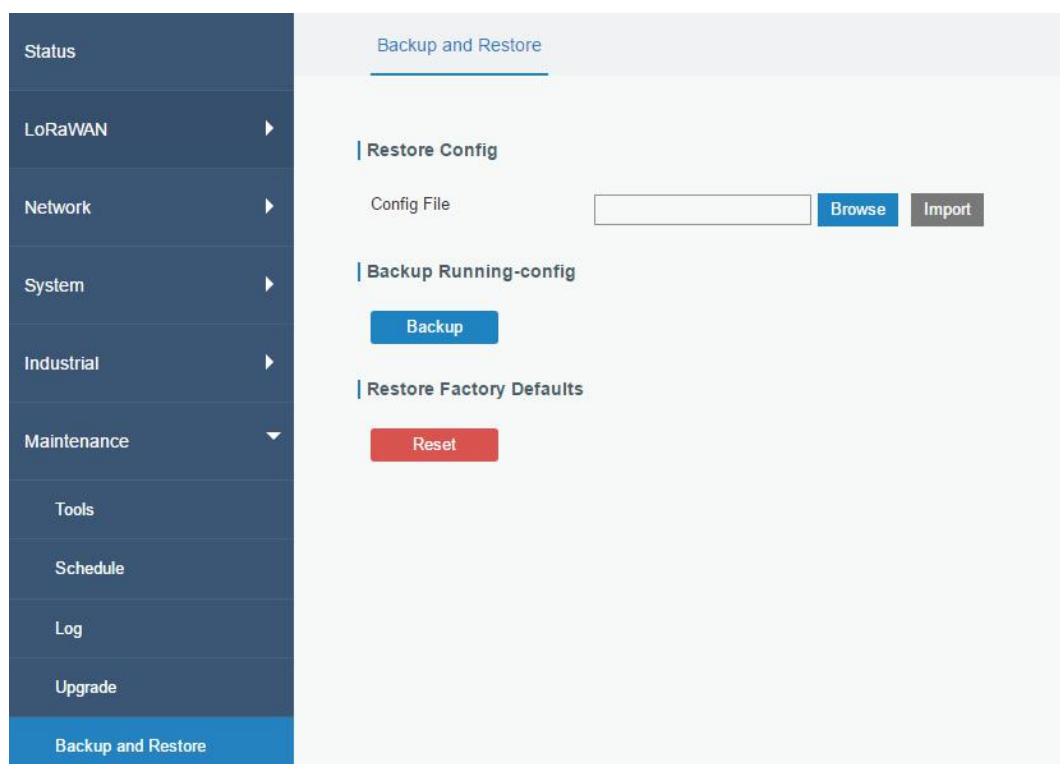 Status
LoRaWAN
Network
System
Industrial
Maintenance
Tools
Schedule
Log
Upgrade
Backup and Restore
Backup and Restore
Restore Config
Config File
Browse
Import
Backup Running-config
Backup
Restore Factory Defaults
Reset